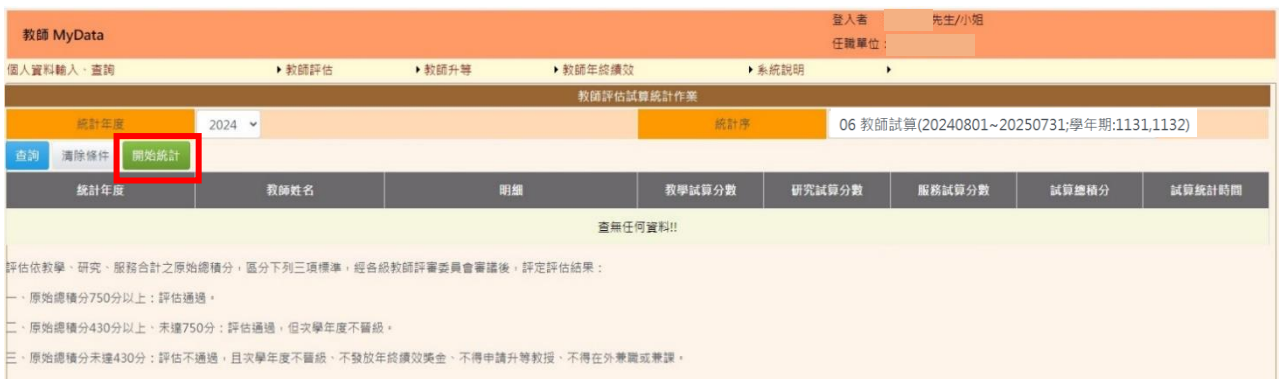 教師 MyData
登入者 先生/小姐
任職單位：
個人資料輸入、查詢 教師評估 教師升等 教師年終績效 系統說明
教師評估試算統計作業
統計年度 2024 統計序 06 教師試算(20240801~20250731;學年期:1131,1132)
查詢 清除條件 開始統計
統計年度 教師姓名 明細 教學試算分數 研究試算分數 服務試算分數 試算總積分 試算統計時間
查無任何資料!!
評估依教學、研究、服務合計之原始總積分，區分下列三項標準，經各級教師評審委員會審議後，評定評估結果：
一、原始總積分750分以上：評估通過。
二、原始總積分430分以上、未達750分：評估通過，但次學年度不晉級。
三、原始總積分未達430分：評估不通過，且次學年度不晉級、不發放年終績效獎金、不得申請升等教授、不得在外兼職或兼課。